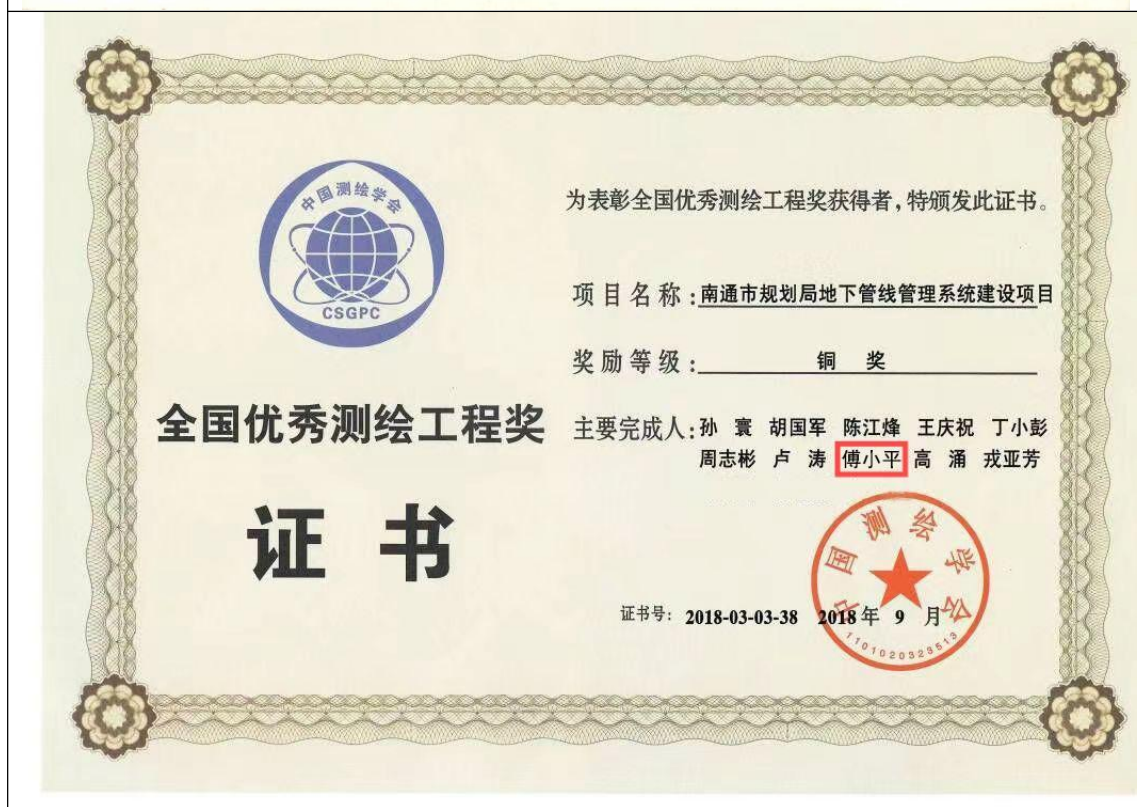 中国测绘学会
CSGPC
全国优秀测绘工程奖
证 书
为表彰全国优秀测绘工程奖获得者,特颁发此证书。
项目名称:南通市规划局地下管线管理系统建设项目
奖励等级: 铜 奖
主要完成人:孙 寰 胡国军 陈江烽 王庆祝 丁小彭
周志彬 卢 涛 傅小平 高 涌 戎亚芳
中国测绘学会
证书号: 2018-03-03-38 2018年 9 月
1101020323513